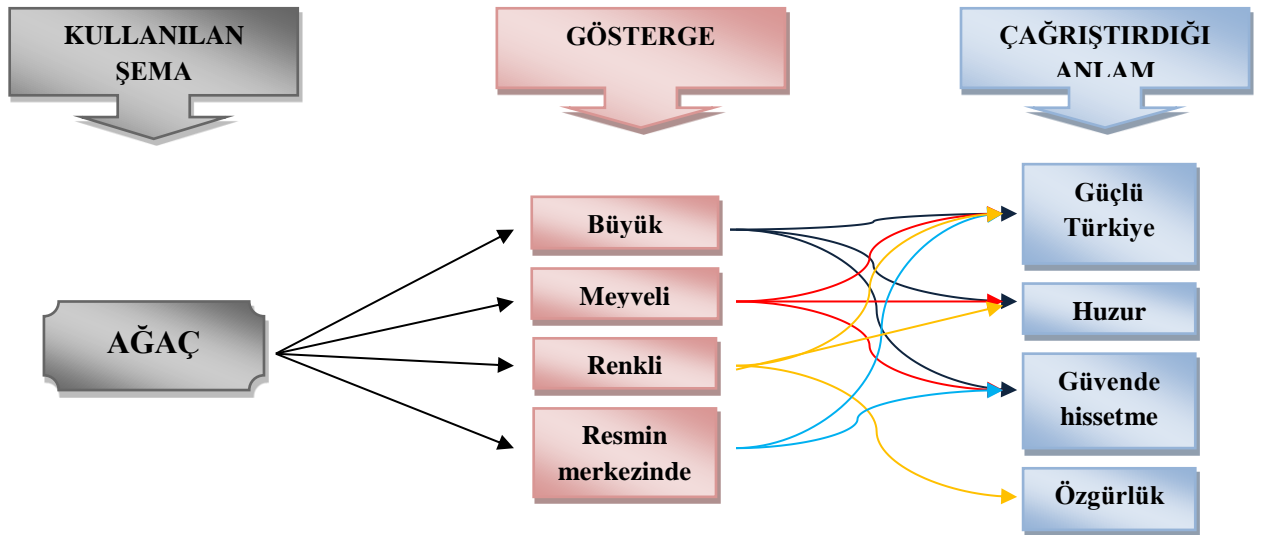 KULLANILAN
ŞEMA
GÖSTERGE
ÇAĞRIŞTIRDIĞI
ANLAM
AĞAÇ
Büyük
Meyveli
Renkli
Resmin
merkezinde
Güçlü
Türkiye
Huzur
Güvende
hissetme
Özgürlük